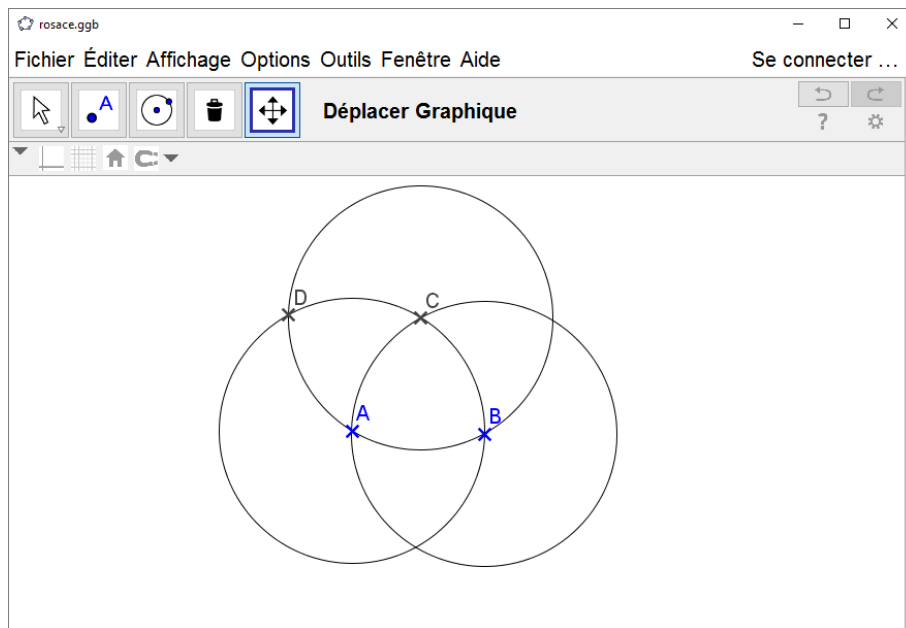 rosace.ggb
Fichier Éditer Affichage Options Outils Fenêtre Aide Se connecter ...
A Déplacer Graphique ?
D
C
A
B